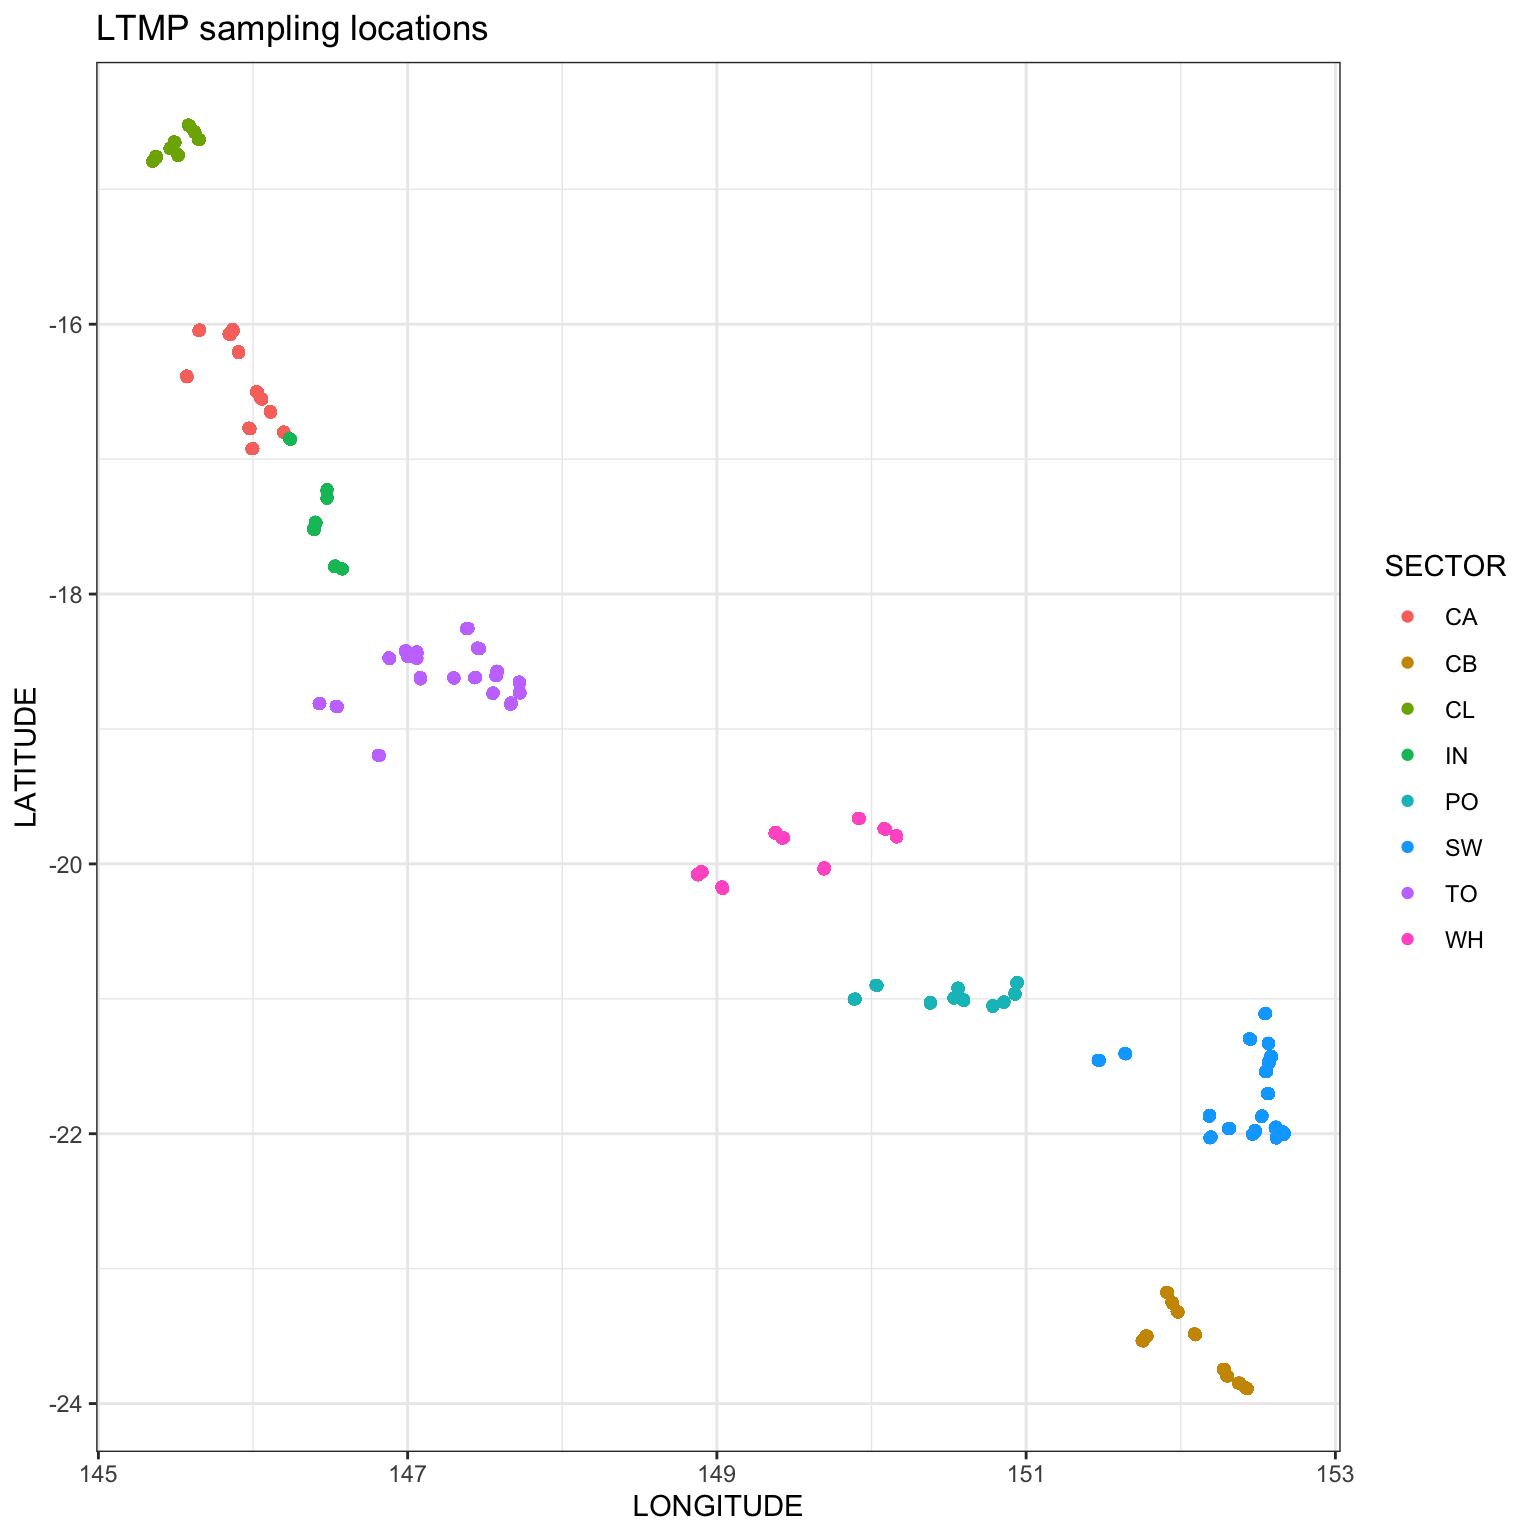 LTMP sampling locations
-16
-18
-20
-22
-24
LATITUDE
145 147 149 151 153
LONGITUDE
SECTOR
CA
CB
CL
IN
PO
SW
TO
WH